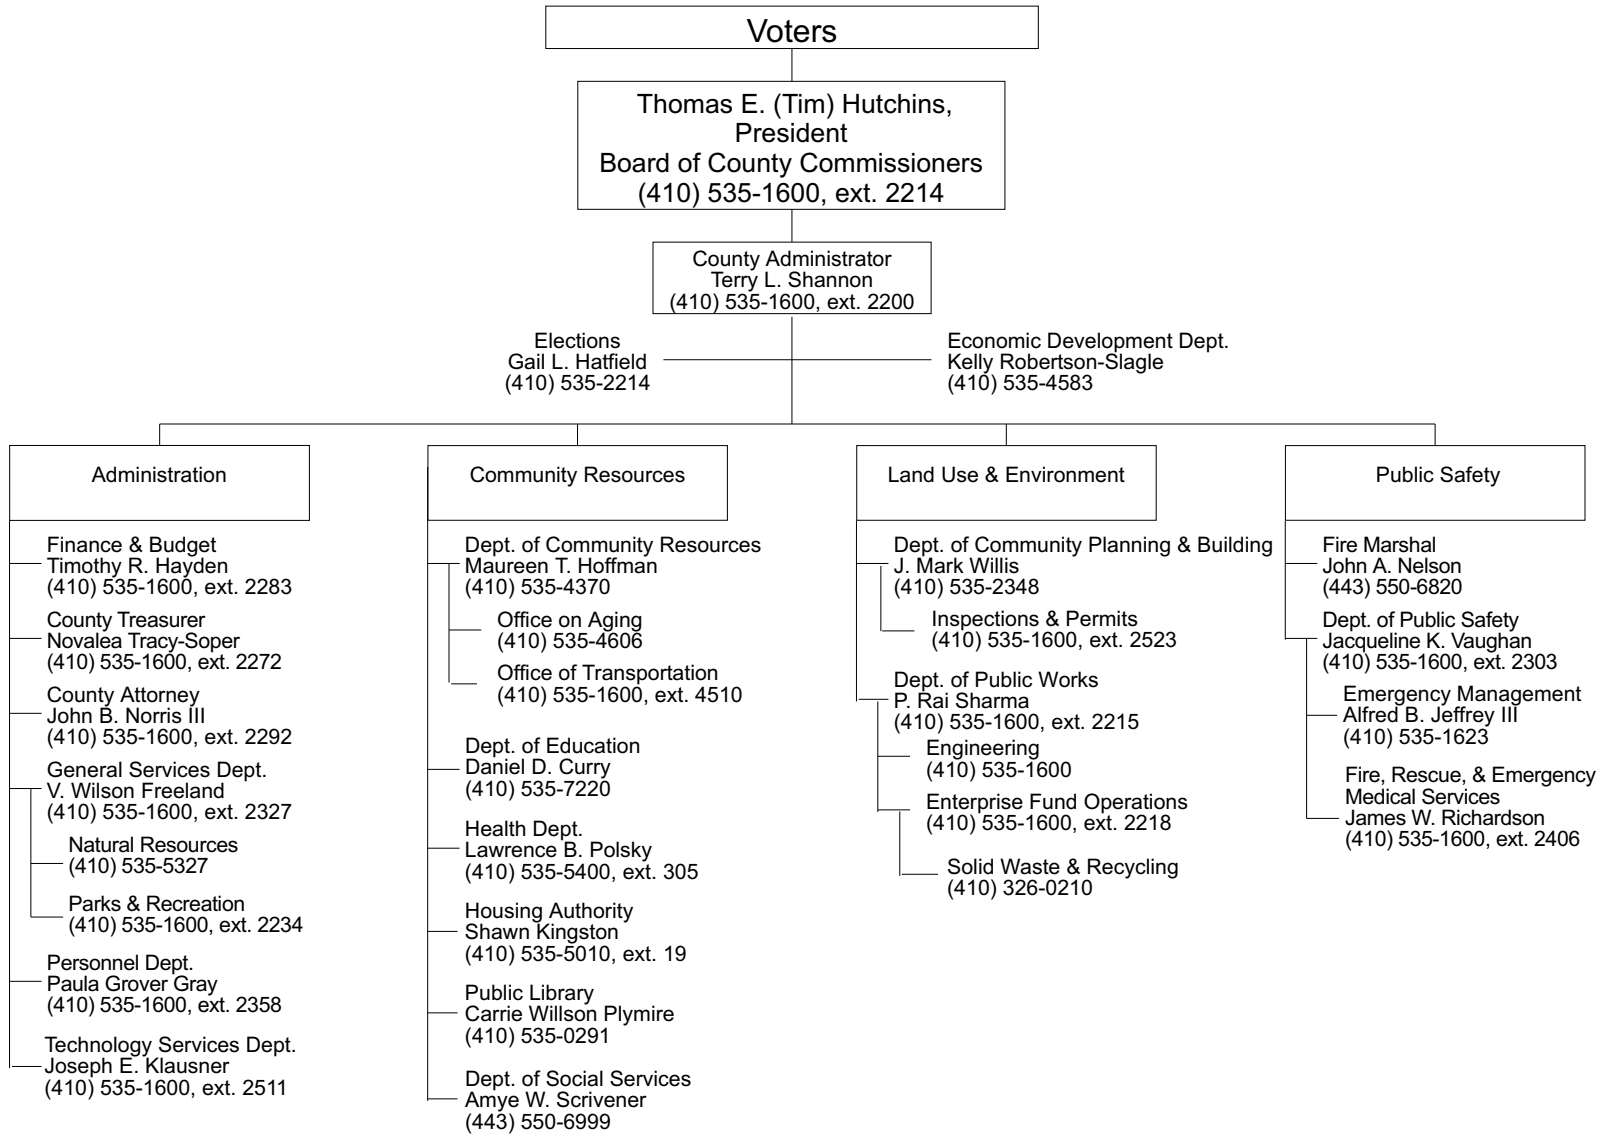 Voters
Thomas E. (Tim) Hutchins,
President
Board of County Commissioners
(410) 535-1600, ext. 2214
County Administrator
Terry L. Shannon
(410) 535-1600, ext. 2200
Elections
Gail L. Hatfield
(410) 535-2214
Economic Development Dept.
Kelly Robertson-Slagle
(410) 535-4583
Administration
Finance & Budget
Timothy R. Hayden
(410) 535-1600, ext. 2283
County Treasurer
Novalea Tracy-Soper
(410) 535-1600, ext. 2272
County Attorney
John B. Norris III
(410) 535-1600, ext. 2292
General Services Dept.
V. Wilson Freeland
(410) 535-1600, ext. 2327
Natural Resources
(410) 535-5327
Parks & Recreation
(410) 535-1600, ext. 2234
Personnel Dept.
Paula Grover Gray
(410) 535-1600, ext. 2358
Technology Services Dept.
Joseph E. Klausner
(410) 535-1600, ext. 2511
Community Resources
Dept. of Community Resources
Maureen T. Hoffman
(410) 535-4370
Office on Aging
(410) 535-4606
Office of Transportation
(410) 535-1600, ext. 4510
Dept. of Education
Daniel D. Curry
(410) 535-7220
Health Dept.
Lawrence B. Polsky
(410) 535-5400, ext. 305
Housing Authority
Shawn Kingston
(410) 535-5010, ext. 19
Public Library
Carrie Willson Plymire
(410) 535-0291
Dept. of Social Services
Amye W. Scrivener
(443) 550-6999
Land Use & Environment
Dept. of Community Planning & Building
J. Mark Willis
(410) 535-2348
Inspections & Permits
(410) 535-1600, ext. 2523
Dept. of Public Works
P. Rai Sharma
(410) 535-1600, ext. 2215
Engineering
(410) 535-1600
Enterprise Fund Operations
(410) 535-1600, ext. 2218
Solid Waste & Recycling
(410) 326-0210
Public Safety
Fire Marshal
John A. Nelson
(443) 550-6820
Dept. of Public Safety
Jacqueline K. Vaughan
(410) 535-1600, ext. 2303
Emergency Management
Alfred B. Jeffrey III
(410) 535-1623
Fire, Rescue, & Emergency
Medical Services
James W. Richardson
(410) 535-1600, ext. 2406